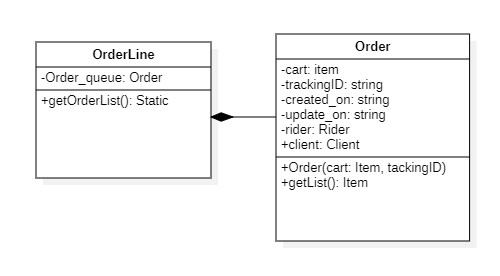 OrderLine
-Order_queue: Order
+getOrderList(): Static
Order
-cart: item
-trackingID: string
-created_on: string
-update_on: string
-rider: Rider
+client: Client
+Order(cart: Item, tackingID)
+getList(): Item